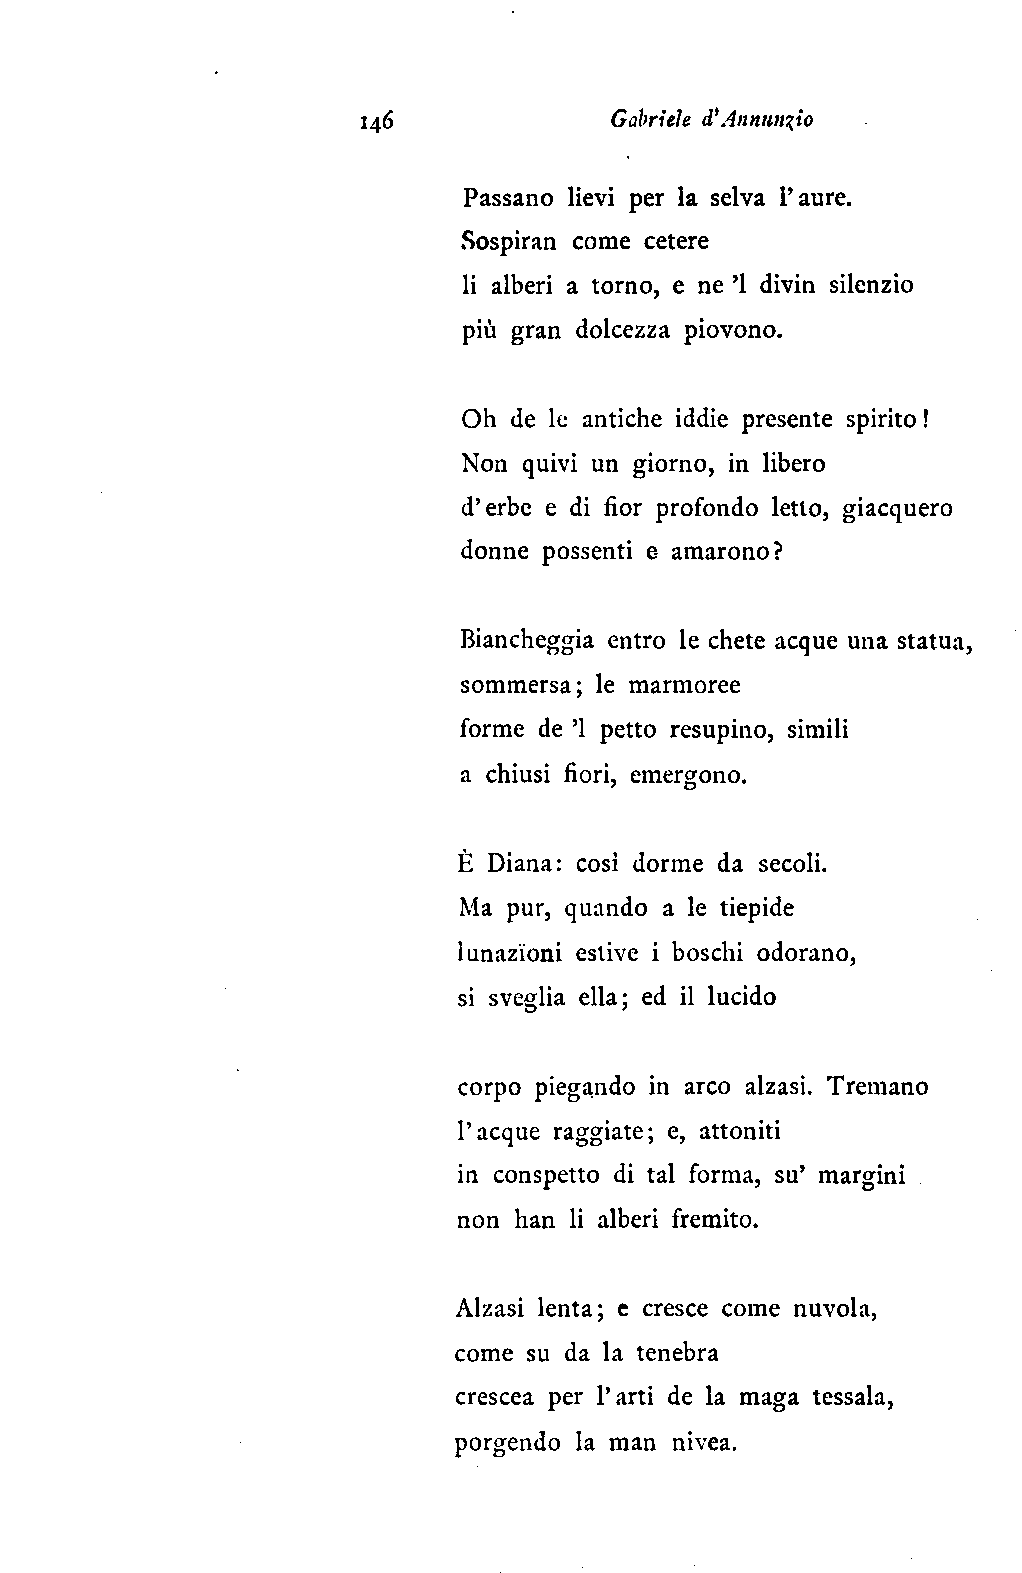 146 Gabriele d'Annunzio
Passano lievi per la selva l' aure.
Sospiran come cetere
li alberi a torno, e ne 'l divin silenzio
più gran dolcezza piovono.
Oh de le antiche iddie presente spirito!
Non quivi un giorno, in libero
d' erbe e di fior profondo letto, giacquero
donne possenti e amarono?
Biancheggia entro le chete acque una statua,
sommersa; le marmoree
forme de 'l petto resupino, simili
a chiusi fiori, emergono.
È Diana: così dorme da secoli.
Ma pur, quando a le tiepide
lunazïoni estive i boschi odorano,
si sveglia ella; ed il lucido
corpo piegando in arco alzasi. Tremano
l' acque raggiate; e, attoniti
in conspetto di tal forma, su' margini
non han li alberi fremito.
Alzasi lenta; e cresce come nuvola,
come su da la tenebra
crescea per l' arti de la maga tessala,
porgendo la man nivea.